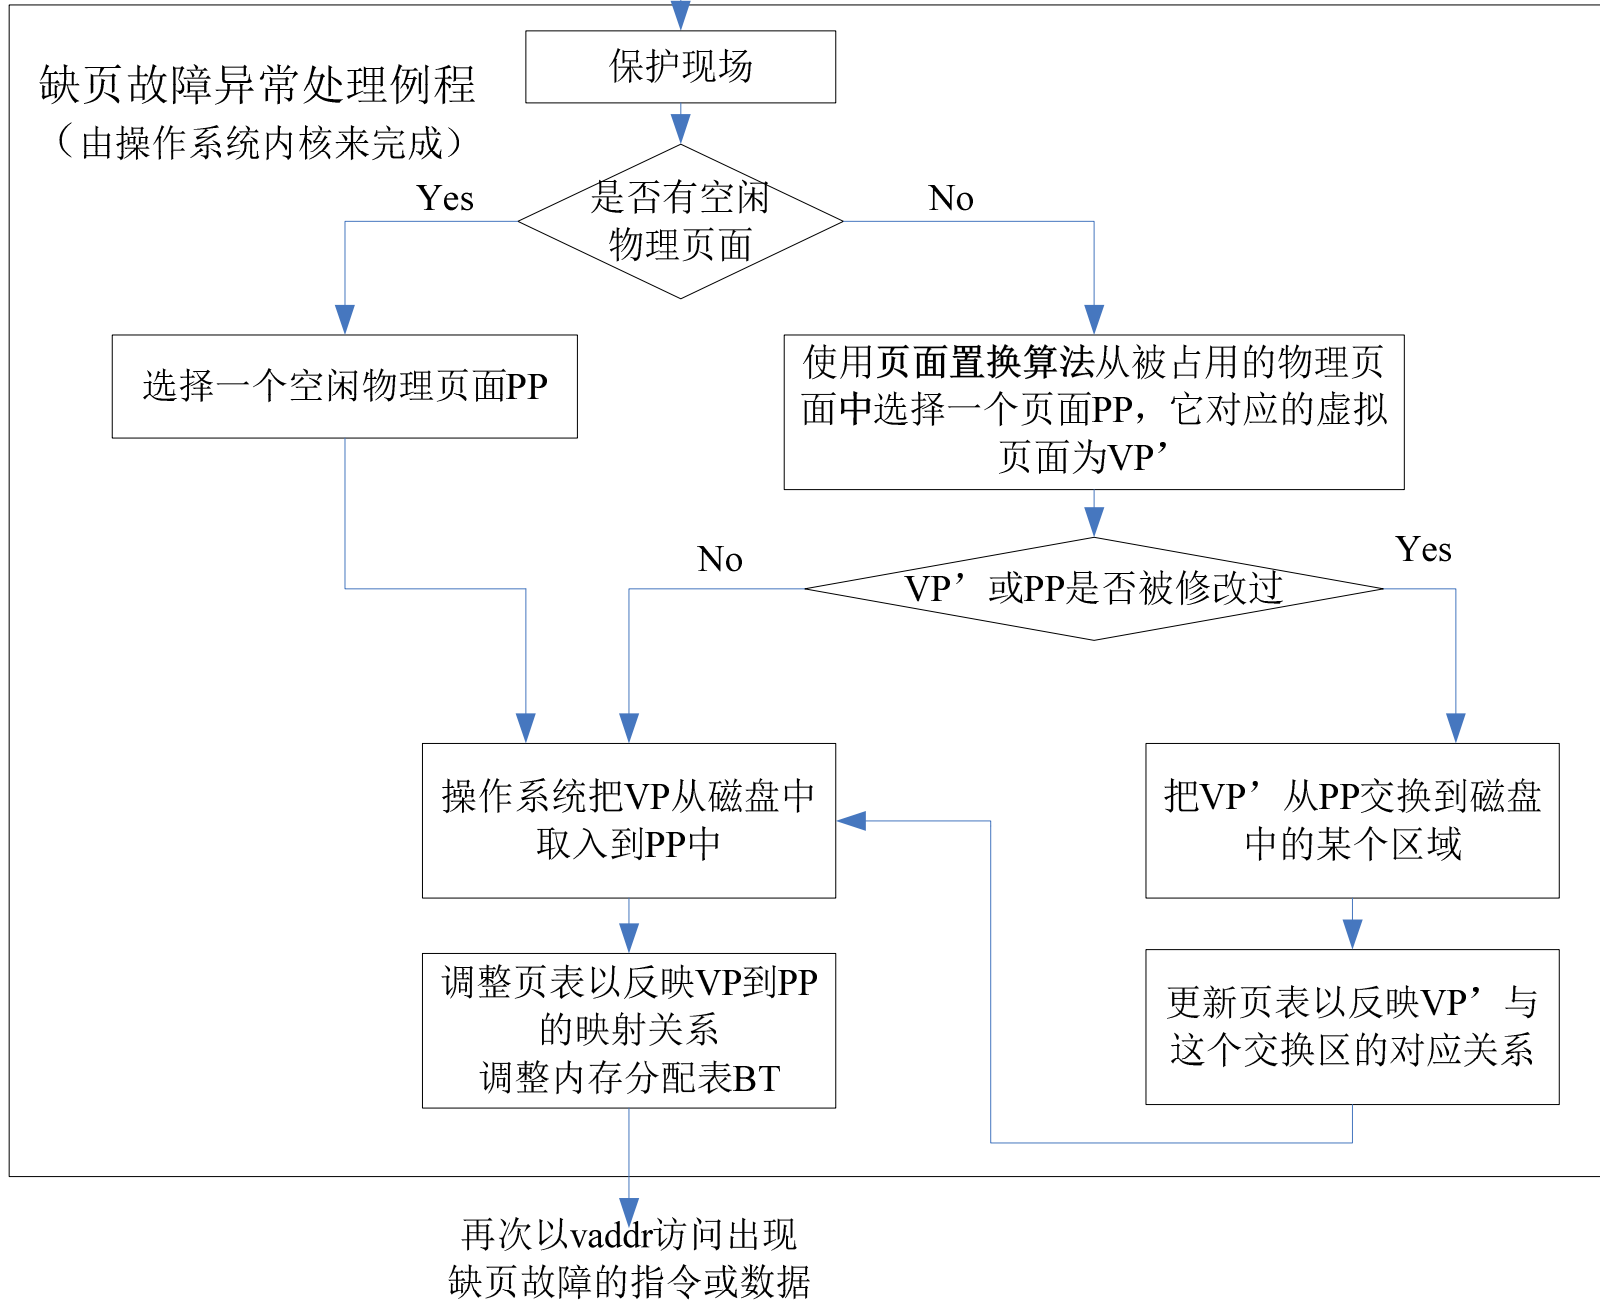 保护现场
缺页故障异常处理例程
（由操作系统内核来完成）
是否有空闲
物理页面
Yes
No
选择一个空闲物理页面PP
使用页面置换算法从被占用的物理页
面中选择一个页面PP，它对应的虚拟
页面为VP’
VP’或PP是否被修改过
No
Yes
操作系统把VP从磁盘中
取入到PP中
把VP’从PP交换到磁盘
中的某个区域
调整页表以反映VP到PP
的映射关系
调整内存分配表BT
更新页表以反映VP’与
这个交换区的对应关系
再次以vaddr访问出现
缺页故障的指令或数据